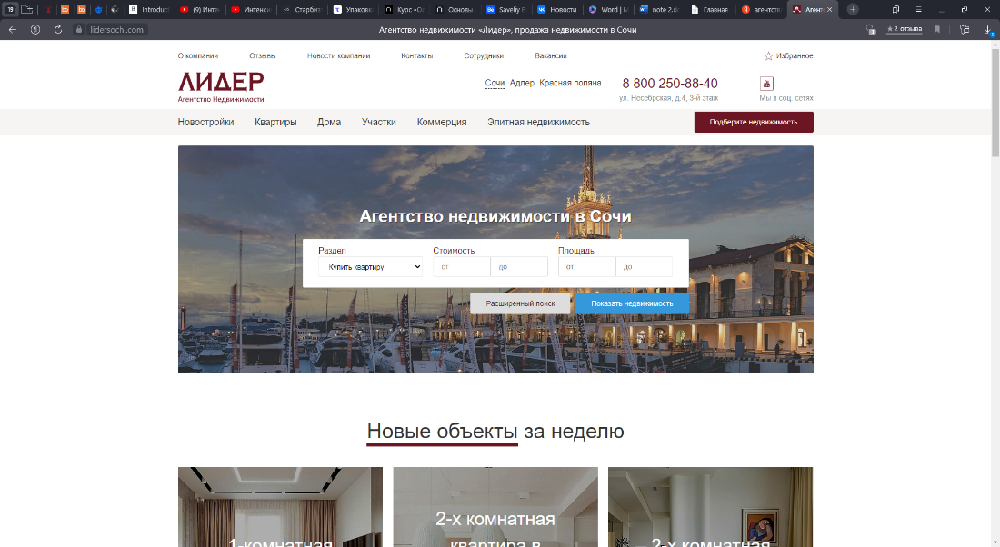 19
Introduc
(9) Инте
Интенси
Старбит
Упаковк
Курс «О
Основы
Saveliy B
Новости
Word | M
note 2.d
Главная
агентст
Агент
lidersochi.com
Агентство недвижимости «Лидер», продажа недвижимости в Сочи
2 отзыва
О компании Отзывы Новости компании Контакты Сотрудники Вакансии Избранное
ЛИДЕР
Агентство Недвижимости
Сочи Адлер Красная поляна
8 800 250-88-40
ул. Несебрская, д.4, 3-й этаж
Мы в соц. сетях
Новостройки Квартиры Дома Участки Коммерция Элитная недвижимость
Подберите недвижимость
Агентство недвижимости в Сочи
Раздел Стоимость Площадь
Купить квартиру от до от до
Расширенный поиск Показать недвижимость
Новые объекты за неделю
1-комнатная
2-х комнатная
квартира в
2-х комнатная